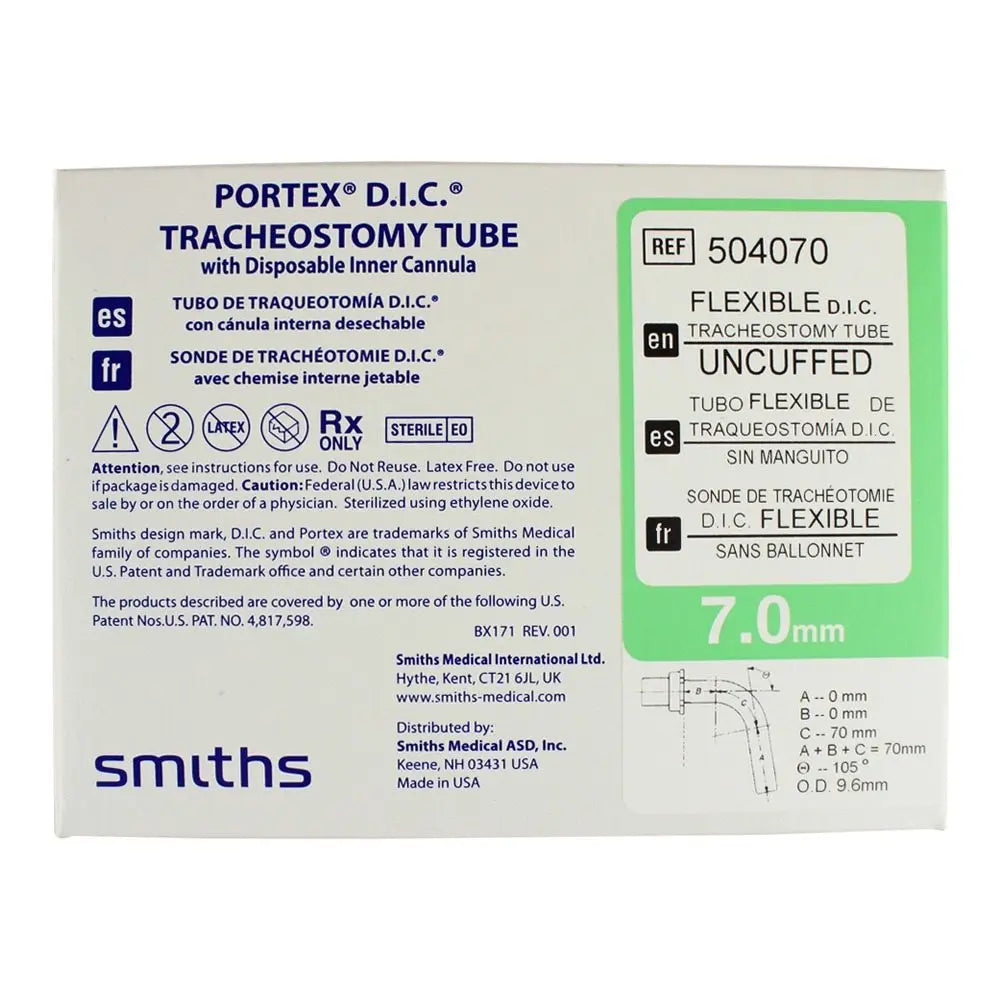 PORTEX® D.I.C.®
TRACHEOSTOMY TUBE
with Disposable Inner Cannula
es
TUBO DE TRAQUEOTOMÍA D.I.C.®
con cánula interna desechable
fr
SONDE DE TRACHÉOTOMIE D.I.C.®
avec chemise interne jetable
2
LATEX
Rx
ONLY
STERILE EO
Attention, see instructions for use. Do Not Reuse. Latex Free. Do not use
if package is damaged. Caution: Federal (U.S.A.) law restricts this device to
sale by or on the order of a physician. Sterilized using ethylene oxide.
Smiths design mark, D.I.C. and Portex are trademarks of Smiths Medical
family of companies. The symbol ® indicates that it is registered in the
U.S. Patent and Trademark office and certain other companies.
The products described are covered by one or more of the following U.S.
Patent Nos.U.S. PAT. NO. 4,817,598.
BX171 REV. 001
Smiths Medical International Ltd.
Hythe, Kent, CT21 6JL, UK
www.smiths-medical.com
Distributed by:
Smiths Medical ASD, Inc.
Keene, NH 03431 USA
Made in USA
smiths
REF 504070
en
FLEXIBLE D.I.C.
TRACHEOSTOMY TUBE
UNCUFFED
es
TUBO FLEXIBLE DE
TRAQUEOSTOMÍA D.I.C.
SIN MANGUITO
fr
SONDE DE TRACHÉOTOMIE
D.I.C. FLEXIBLE
SANS BALLONNET
7.0mm
B
C
Θ
A
A -- 0 mm
B -- 0 mm
C -- 70 mm
A + B + C = 70mm
Θ -- 105°
O.D. 9.6mm